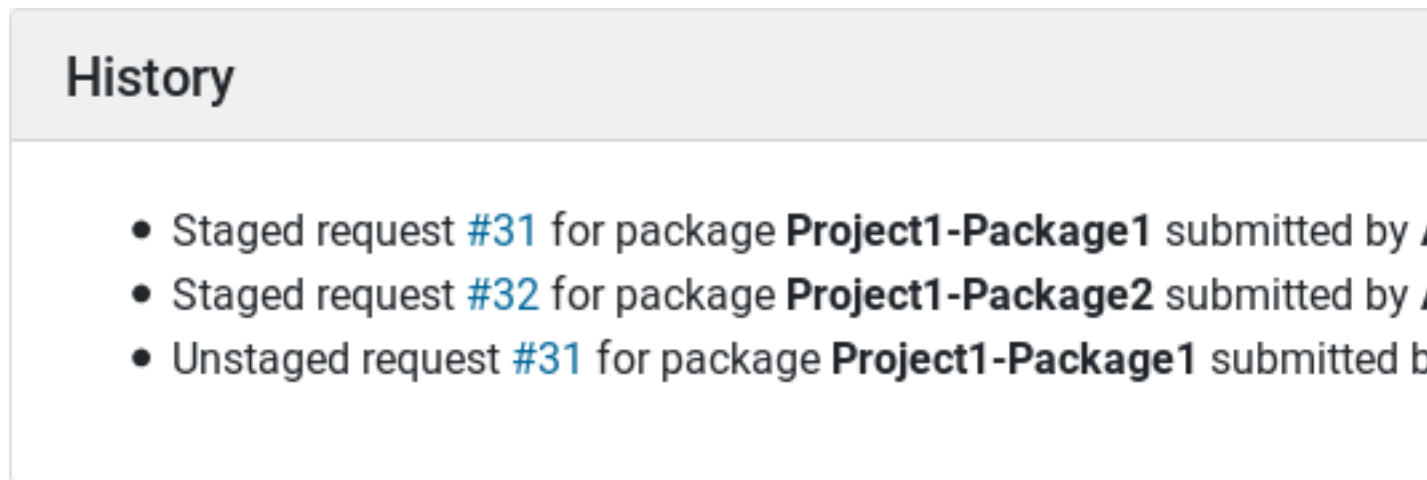 History
Staged request #31 for package Project1-Package1 submitted by
Staged request #32 for package Project1-Package2 submitted by
Unstaged request #31 for package Project1-Package1 submitted